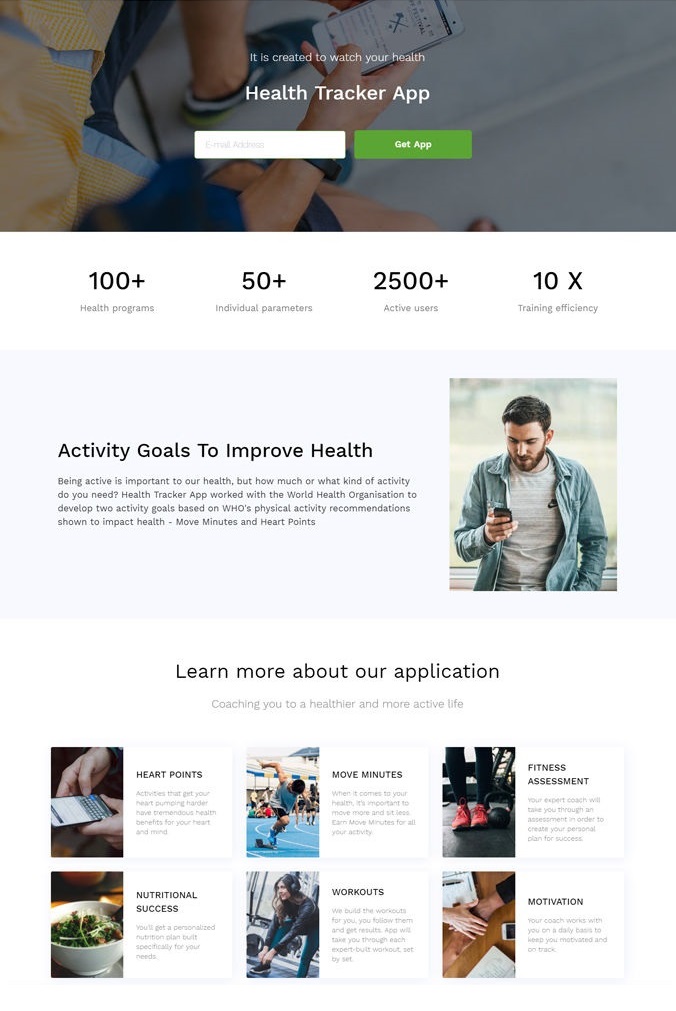 It is created to watch your health
Health Tracker App
E-mail Address
Get App
100+
Health programs
50+
Individual parameters
2500+
Active users
10 X
Training efficiency
Activity Goals To Improve Health
Being active is important to our health, but how much or what kind of activity
do you need? Health Tracker App worked with the World Health Organisation to
develop two activity goals based on WHO's physical activity recommendations
shown to impact health - Move Minutes and Heart Points
Learn more about our application
Coaching you to a healthier and more active life
HEART POINTS
Activities that get your
heart pumping harder
have tremendous health
benefits for your heart
and mind.
MOVE MINUTES
When it comes to your
health, it's important to
move more and sit less.
Earn Move Minutes for all
your activity.
FITNESS
ASSESSMENT
Your expert coach will
take you through an
assessment in order to
create your personal
plan for success.
NUTRITIONAL
SUCCESS
You'll get a personalized
nutrition plan built
specifically for your
needs.
WORKOUTS
We build the workouts
for you, you follow them
and get results. App will
take you through each
expert-built workout, set
by set.
MOTIVATION
Your coach works with
you on a daily basis to
keep you motivated and
on track.